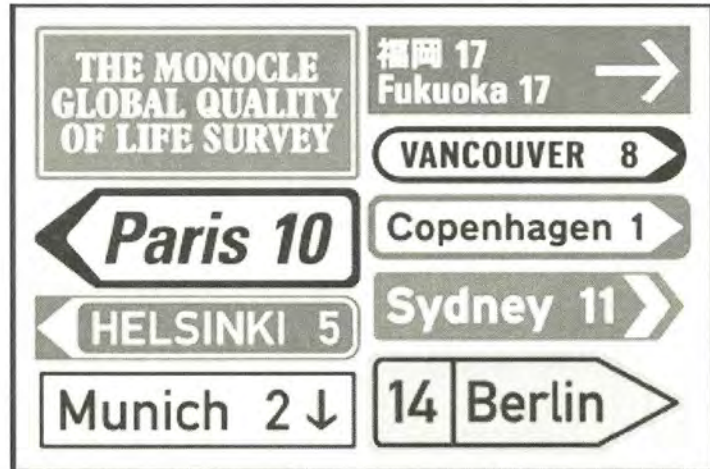 THE MONOCLE
GLOBAL QUALITY
OF LIFE SURVEY
Paris 10
HELSINKI 5
Munich 2 ↓
福岡 17
Fukuoka 17 →
VANCOUVER 8
Copenhagen 1
Sydney 11
14 Berlin